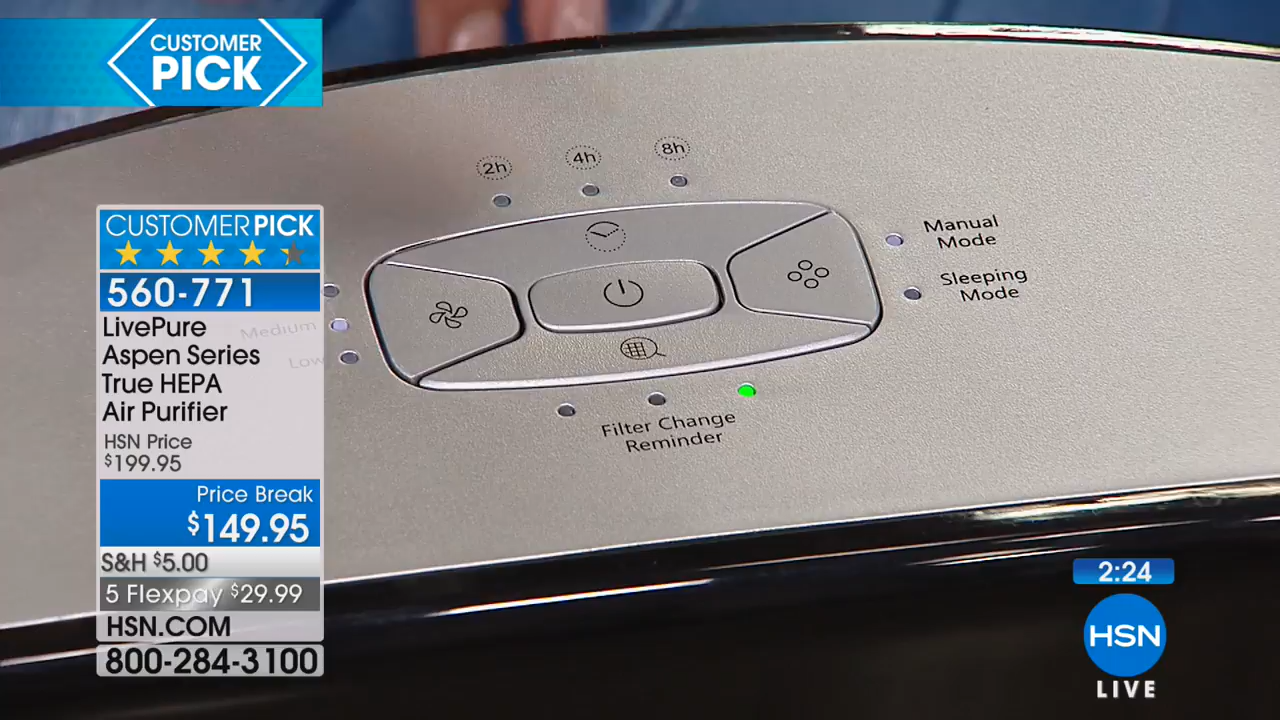 CUSTOMER
PICK
CUSTOMER PICK
560-771
LivePure
Aspen Series
True HEPA
Air Purifier
HSN Price
$199.95
Price Break
$149.95
S&H $5.00
5 Flexpay $29.99
HSN.COM
800-284-3100
2h
4h
8h
Manual
Mode
Sleeping
Mode
Medium
Low
Filter Change
Reminder
2:24
HSN
LIVE